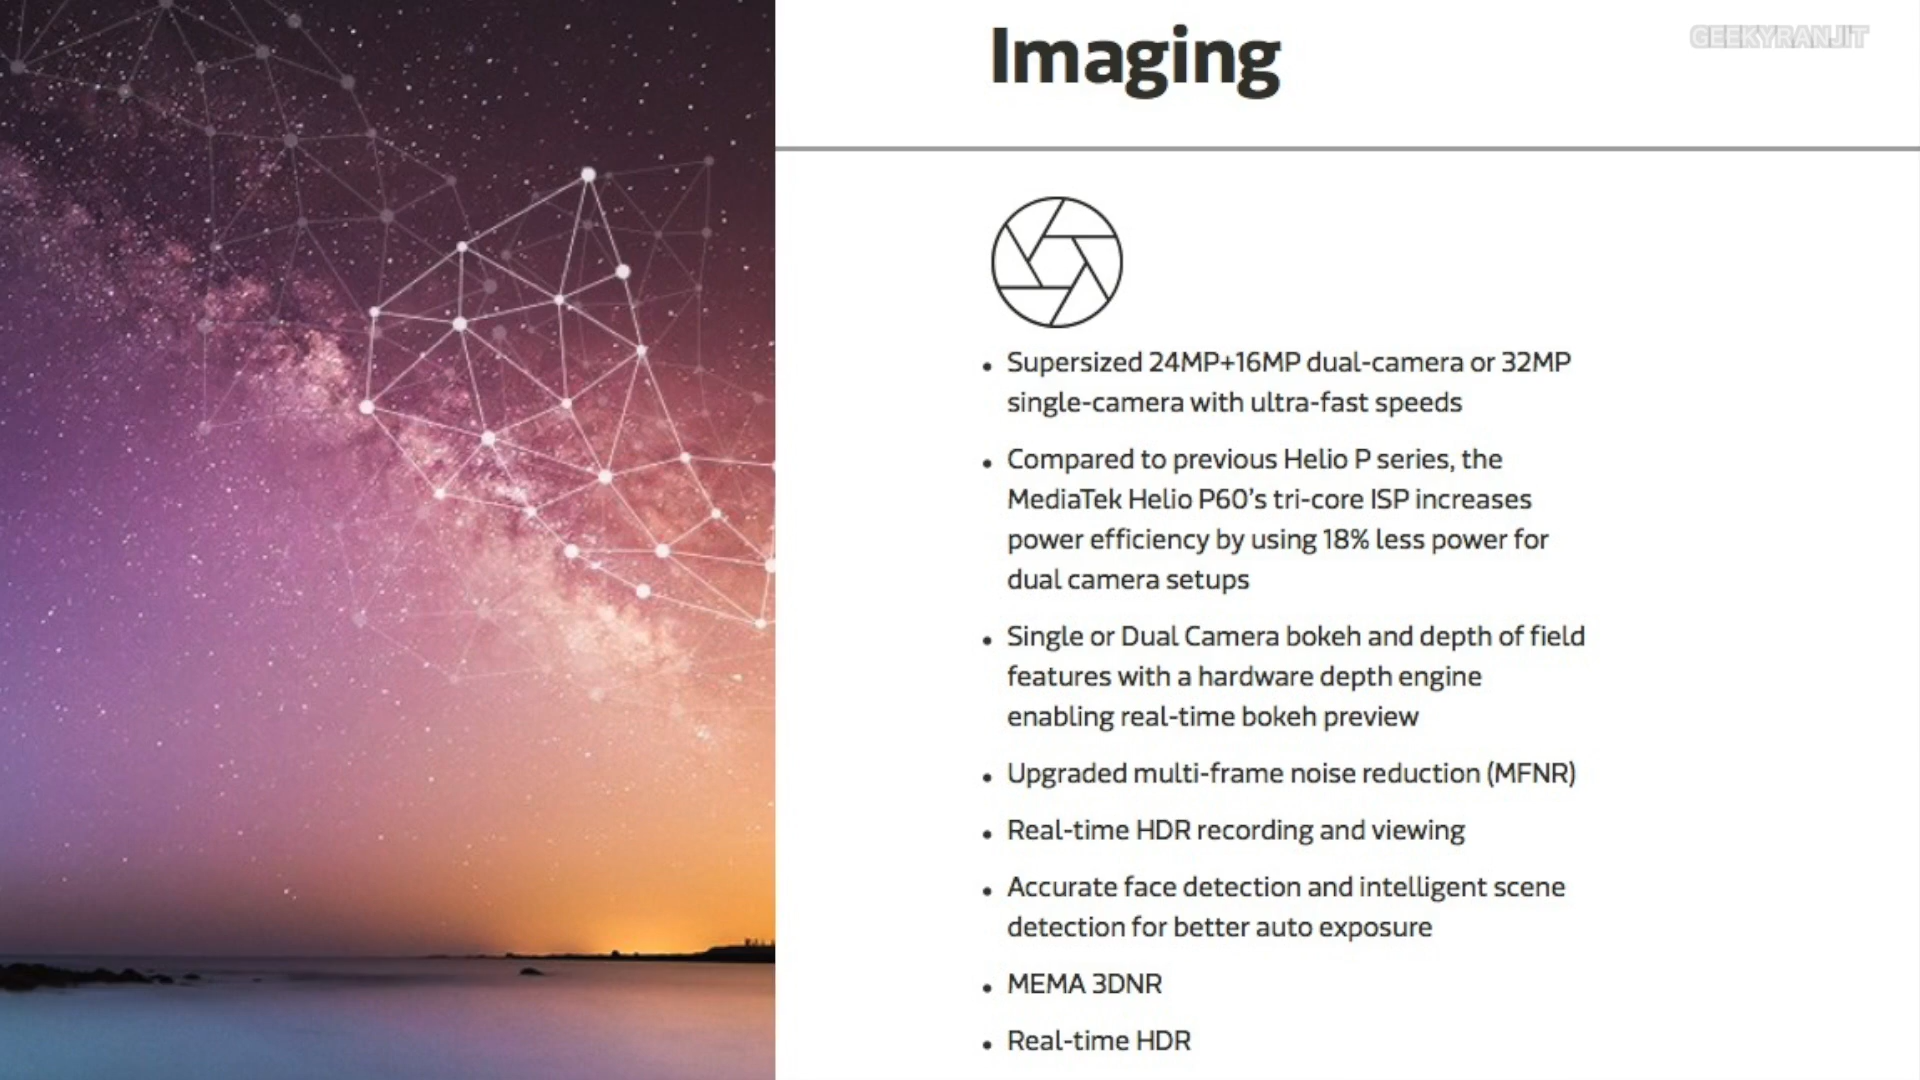 Imaging
GEEKYRANJIT
• Supersized 24MP+16MP dual-camera or 32MP
single-camera with ultra-fast speeds
• Compared to previous Helio P series, the
MediaTek Helio P60's tri-core ISP increases
power efficiency by using 18% less power for
dual camera setups
• Single or Dual Camera bokeh and depth of field
features with a hardware depth engine
enabling real-time bokeh preview
• Upgraded multi-frame noise reduction (MFNR)
• Real-time HDR recording and viewing
• Accurate face detection and intelligent scene
detection for better auto exposure
• MEMA 3DNR
• Real-time HDR